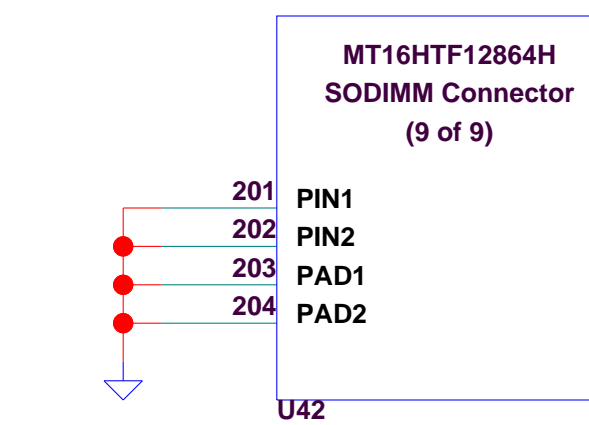 MT16HTF12864H
SODIMM Connector
(9 of 9)
201 PIN1
202 PIN2
203 PAD1
204 PAD2
U42